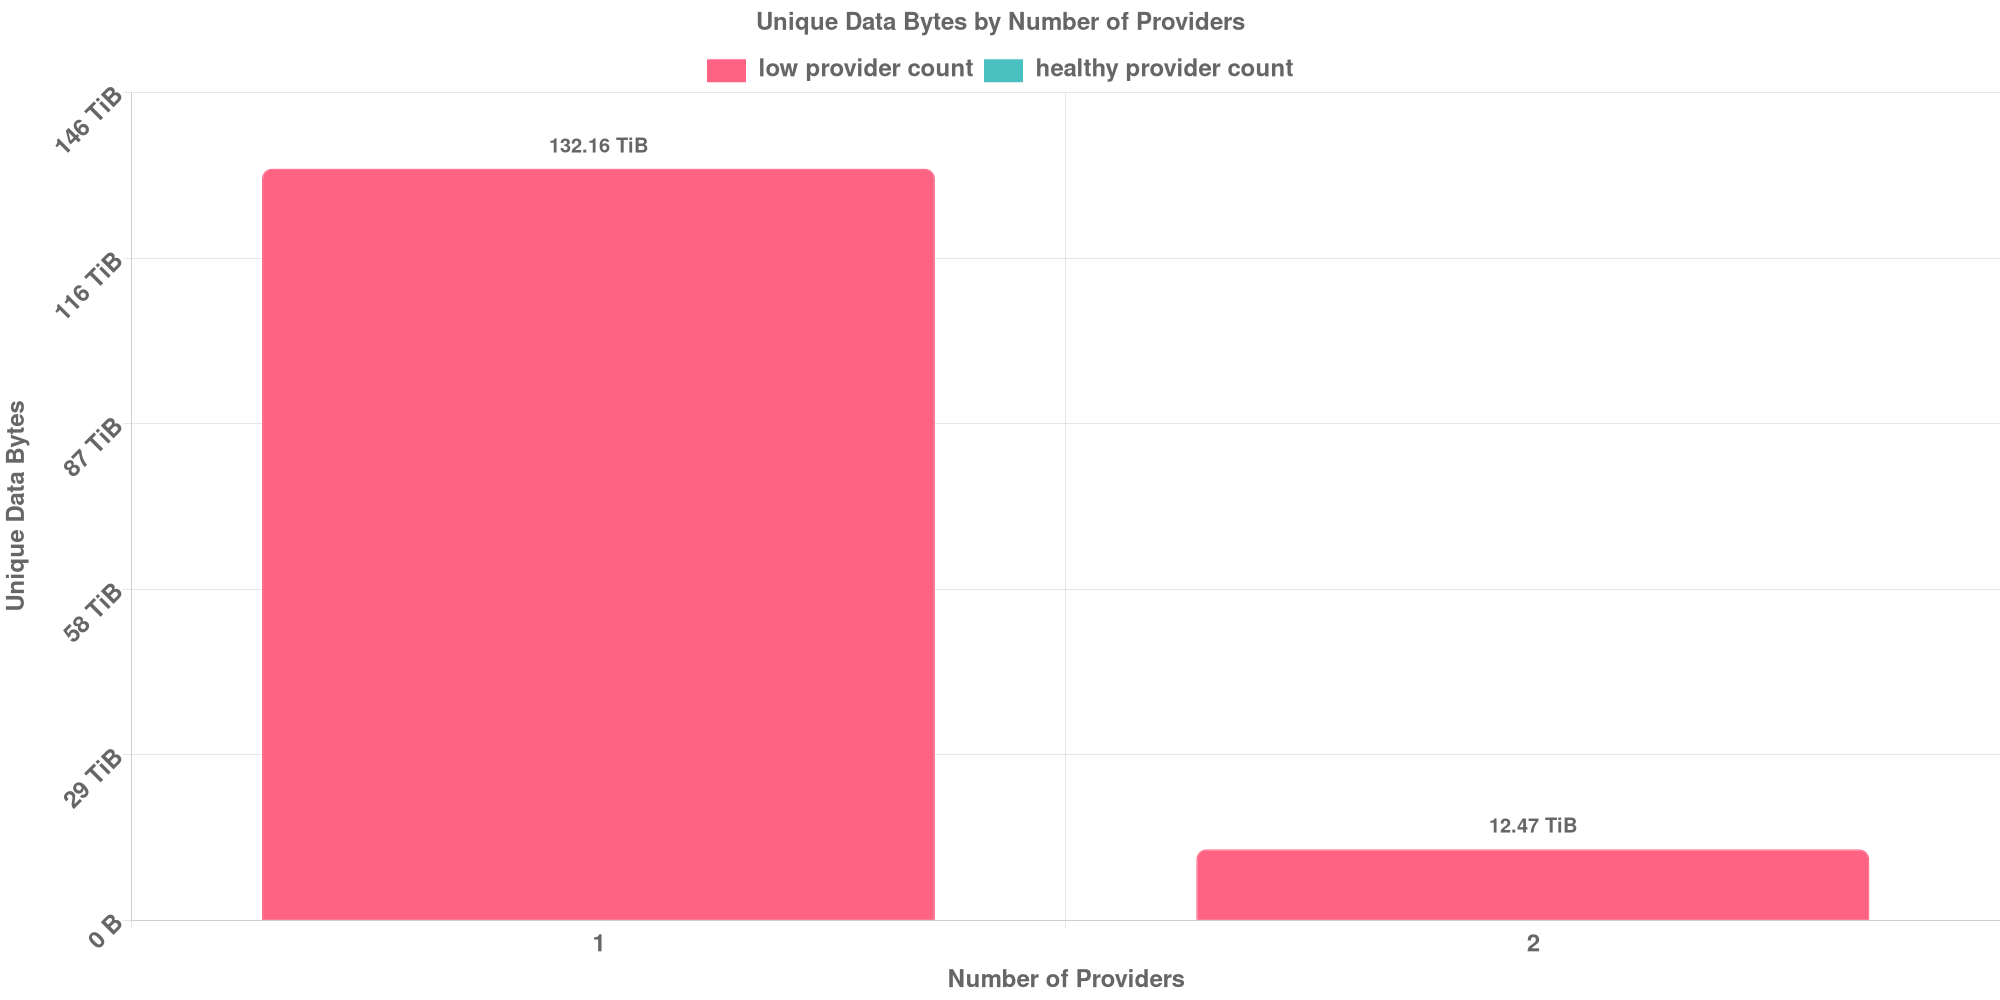 Unique Data Bytes by Number of Providers
low provider count healthy provider count
146 TiB
132.16 TiB
116 TiB
87 TiB
58 TiB
29 TiB
12.47 TiB
0 B
Unique Data Bytes
1 2
Number of Providers